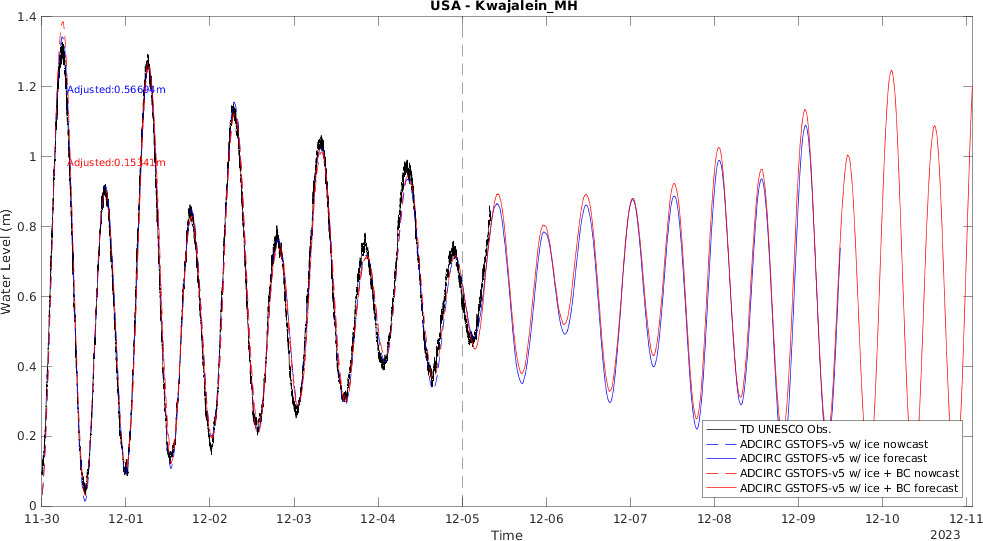 USA - Kwajalein_MH
1.4
1.2
1
0.8
0.6
0.4
0.2
0
Water Level (m)
Adjusted:0.56694m
Adjusted:0.15341m
TD UNESCO Obs.
ADCIRC GSTOFS-v5 w/ ice nowcast
ADCIRC GSTOFS-v5 w/ ice forecast
ADCIRC GSTOFS-v5 w/ ice + BC nowcast
ADCIRC GSTOFS-v5 w/ ice + BC forecast
11-30 12-01 12-02 12-03 12-04 12-05 12-06 12-07 12-08 12-09 12-10 12-11
Time
2023